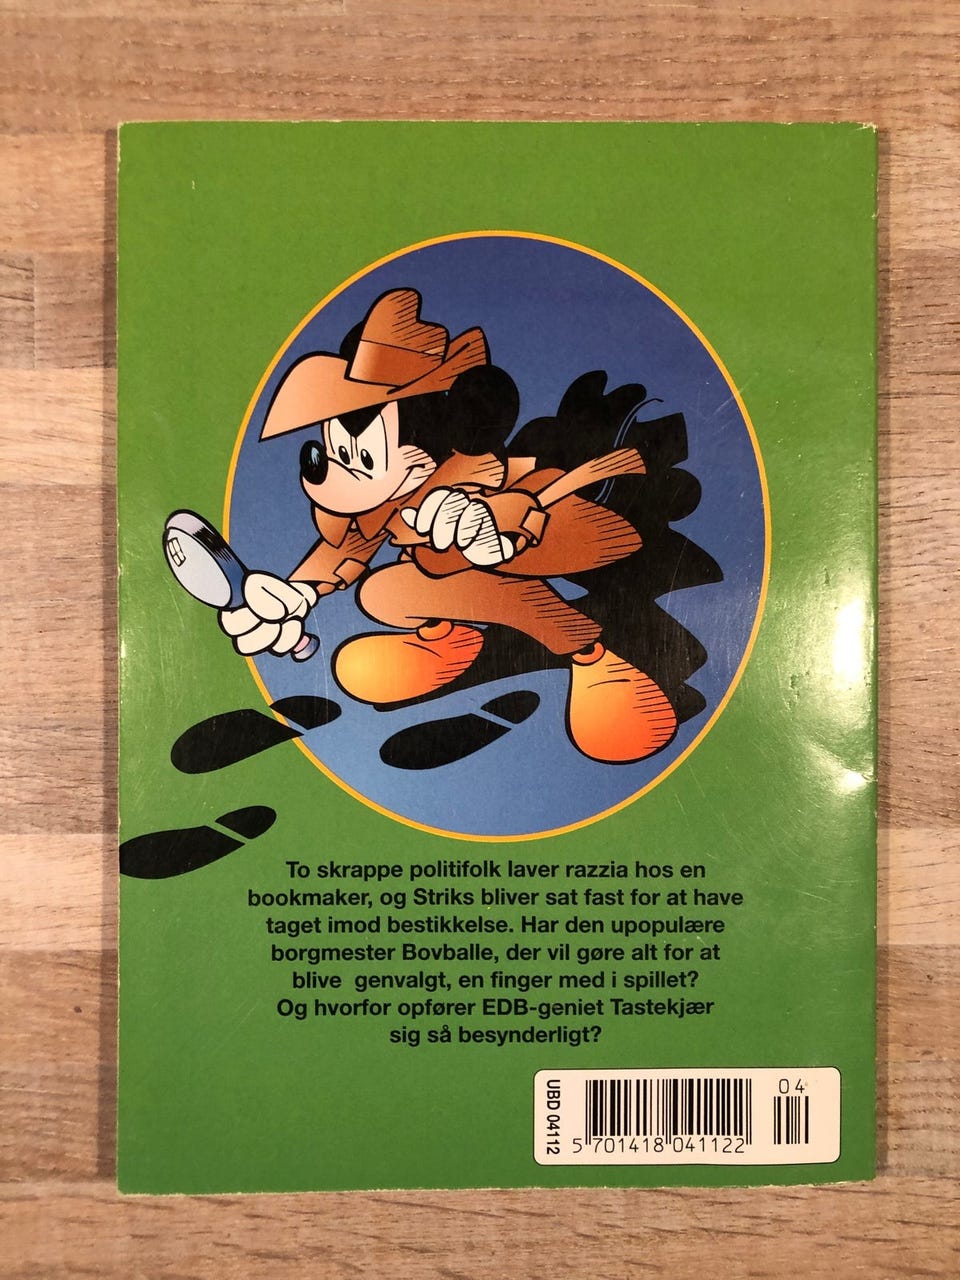 To skrappe politifolk laver razzia hos en
bookmaker, og Striks bliver sat fast for at have
taget imod bestikkelse. Har den upopulære
borgmester Bovballe, der vil gøre alt for at
blive  genvalgt, en finger med i spillet?
Og hvorfor opfører EDB-geniet Tastekjær
sig så besynderligt?
UBD 04112
04
5 701418 041122